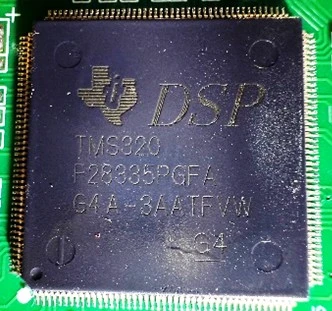 DSP
TMS320
F28335PGFA
G4A-3AATFVW
G4